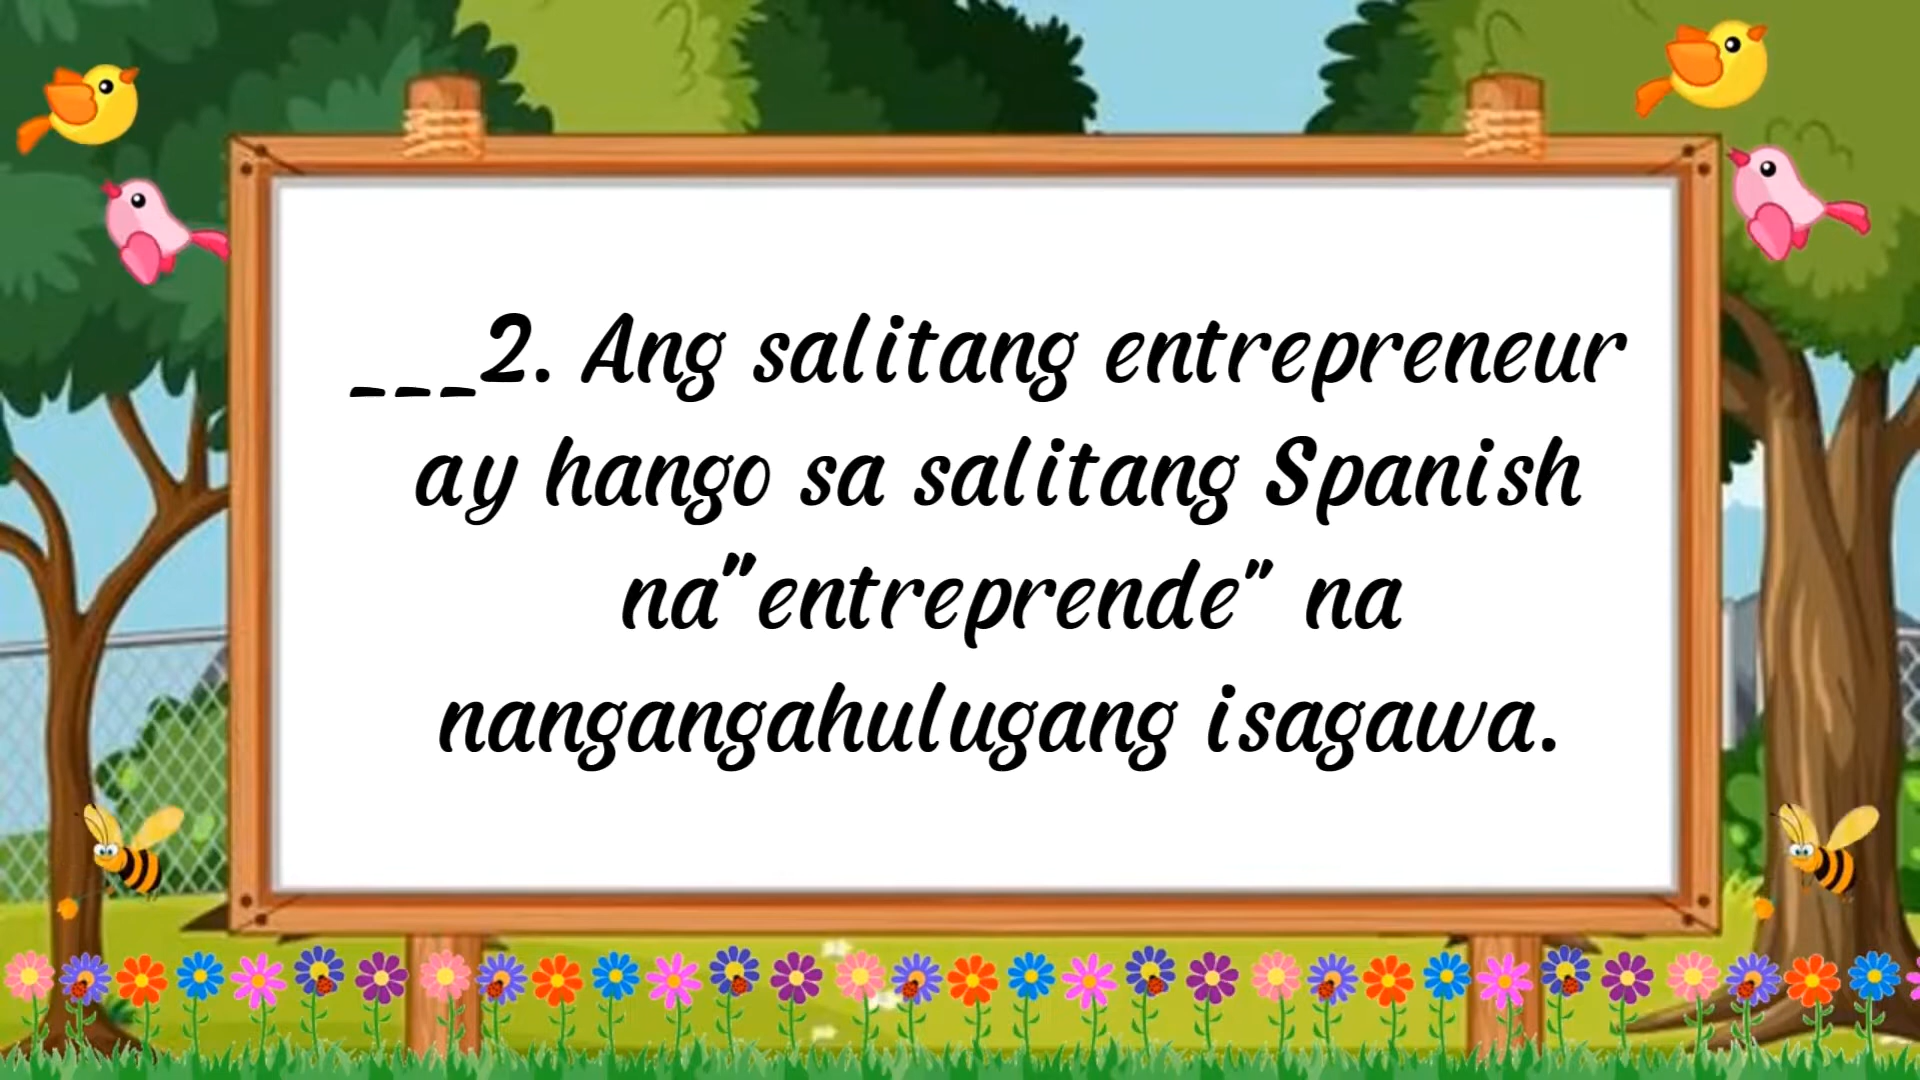 ___2. Ang salitang entrepreneur
ay hango sa salitang Spanish
na"entreprende" na
nangangahulugang isagawa.